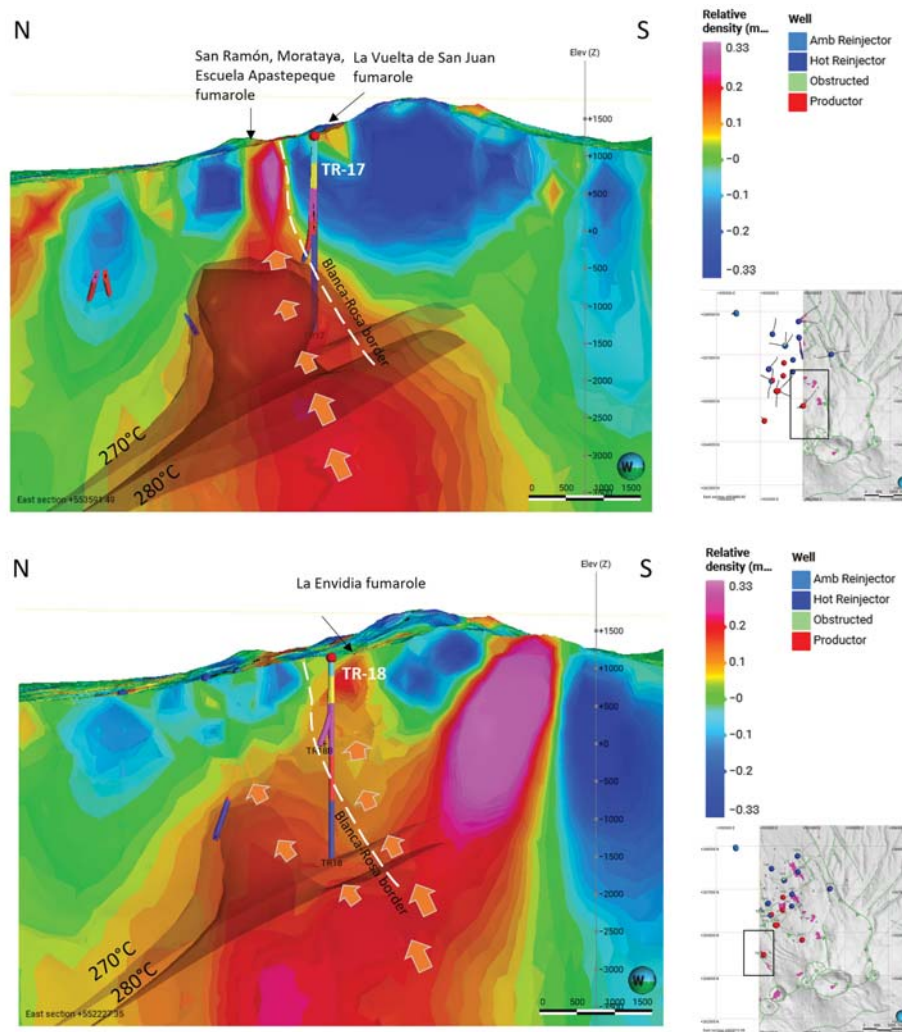 N
S
San Ramón, Morataya,
Escuela Apastepeque
fumarole
La Vuelta de San Juan
fumarole
Elev (Z)
TR-17
+1500
+1000
+500
+0
-500
-1000
-1500
-2000
-2500
-3000
Blanca-Rosa border
270°C
280°C
W
0 500 1000 1500
Relative
density (m...
0.33
0.2
0.1
-0
-0.1
-0.2
-0.33
Well
Amb Reinjector
Hot Reinjector
Obstructed
Productor
N
S
La Envidia fumarole
Elev (Z)
TR-18
+1500
+1000
+500
+0
-500
-1000
-1500
-2000
-2500
-3000
TR18
Blanca-Rosa border
270°C
280°C
W
East section +552227.35
0 500 1000 1500
Relative
density (m...
0.33
0.2
0.1
-0
-0.1
-0.2
-0.33
Well
Amb Reinjector
Hot Reinjector
Obstructed
Productor